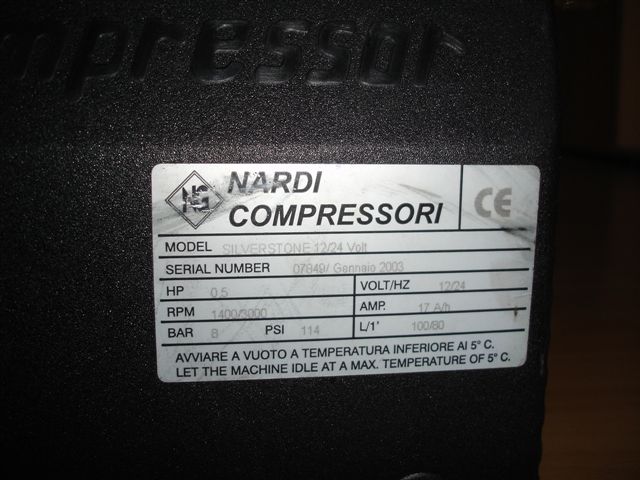 mpressor
NG
NARDI
COMPRESSORI
CE
MODEL SILVERSTONE 12/24 Volt
SERIAL NUMBER 07849/ Gennaio 2003
HP 0,5 VOLT/HZ 12/24
RPM 1400/3000 AMP. 17 A/h
BAR 8 PSI 114 L/1' 100/80
AVVIARE A VUOTO A TEMPERATURA INFERIORE AI 5° C.
LET THE MACHINE IDLE AT A MAX. TEMPERATURE OF 5° C.